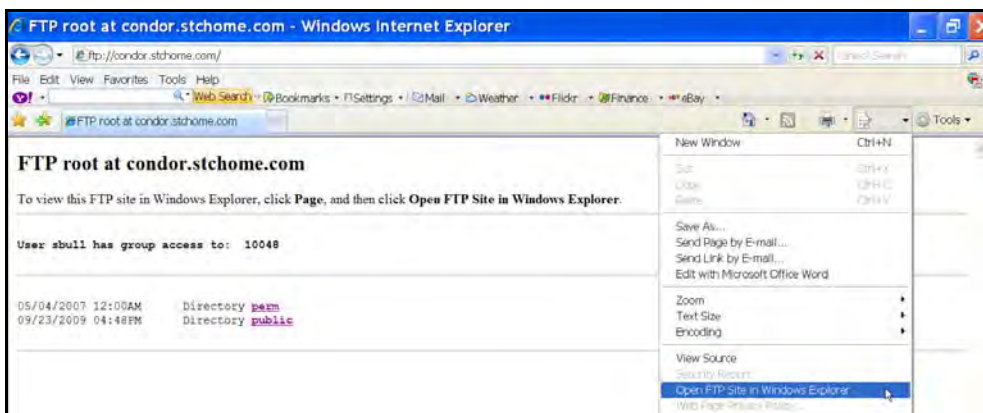 FTP root at condor.stchome.com - Windows Internet Explorer
ftp://condor.stchome.com/
File Edit View Favorites Tools Help
Web Search Bookmarks Settings Mail Weather Flickr Finance eBay
FTP root at condor.stchome.com
Tools
FTP root at condor.stchome.com
To view this FTP site in Windows Explorer, click Page, and then click Open FTP Site in Windows Explorer.
User sbull has group access to: 10048
05/04/2007 12:00AM Directory perm
09/23/2009 04:48PM Directory public
New Window Ctrl+N
Cut Ctrl+X
Copy Ctrl+C
Paste Ctrl+V
Save As...
Send Page by E-mail...
Send Link by E-mail...
Edit with Microsoft Office Word
Zoom
Text Size
Encoding
View Source
Security Report
Open FTP Site in Windows Explorer
Web Page Privacy Policy...